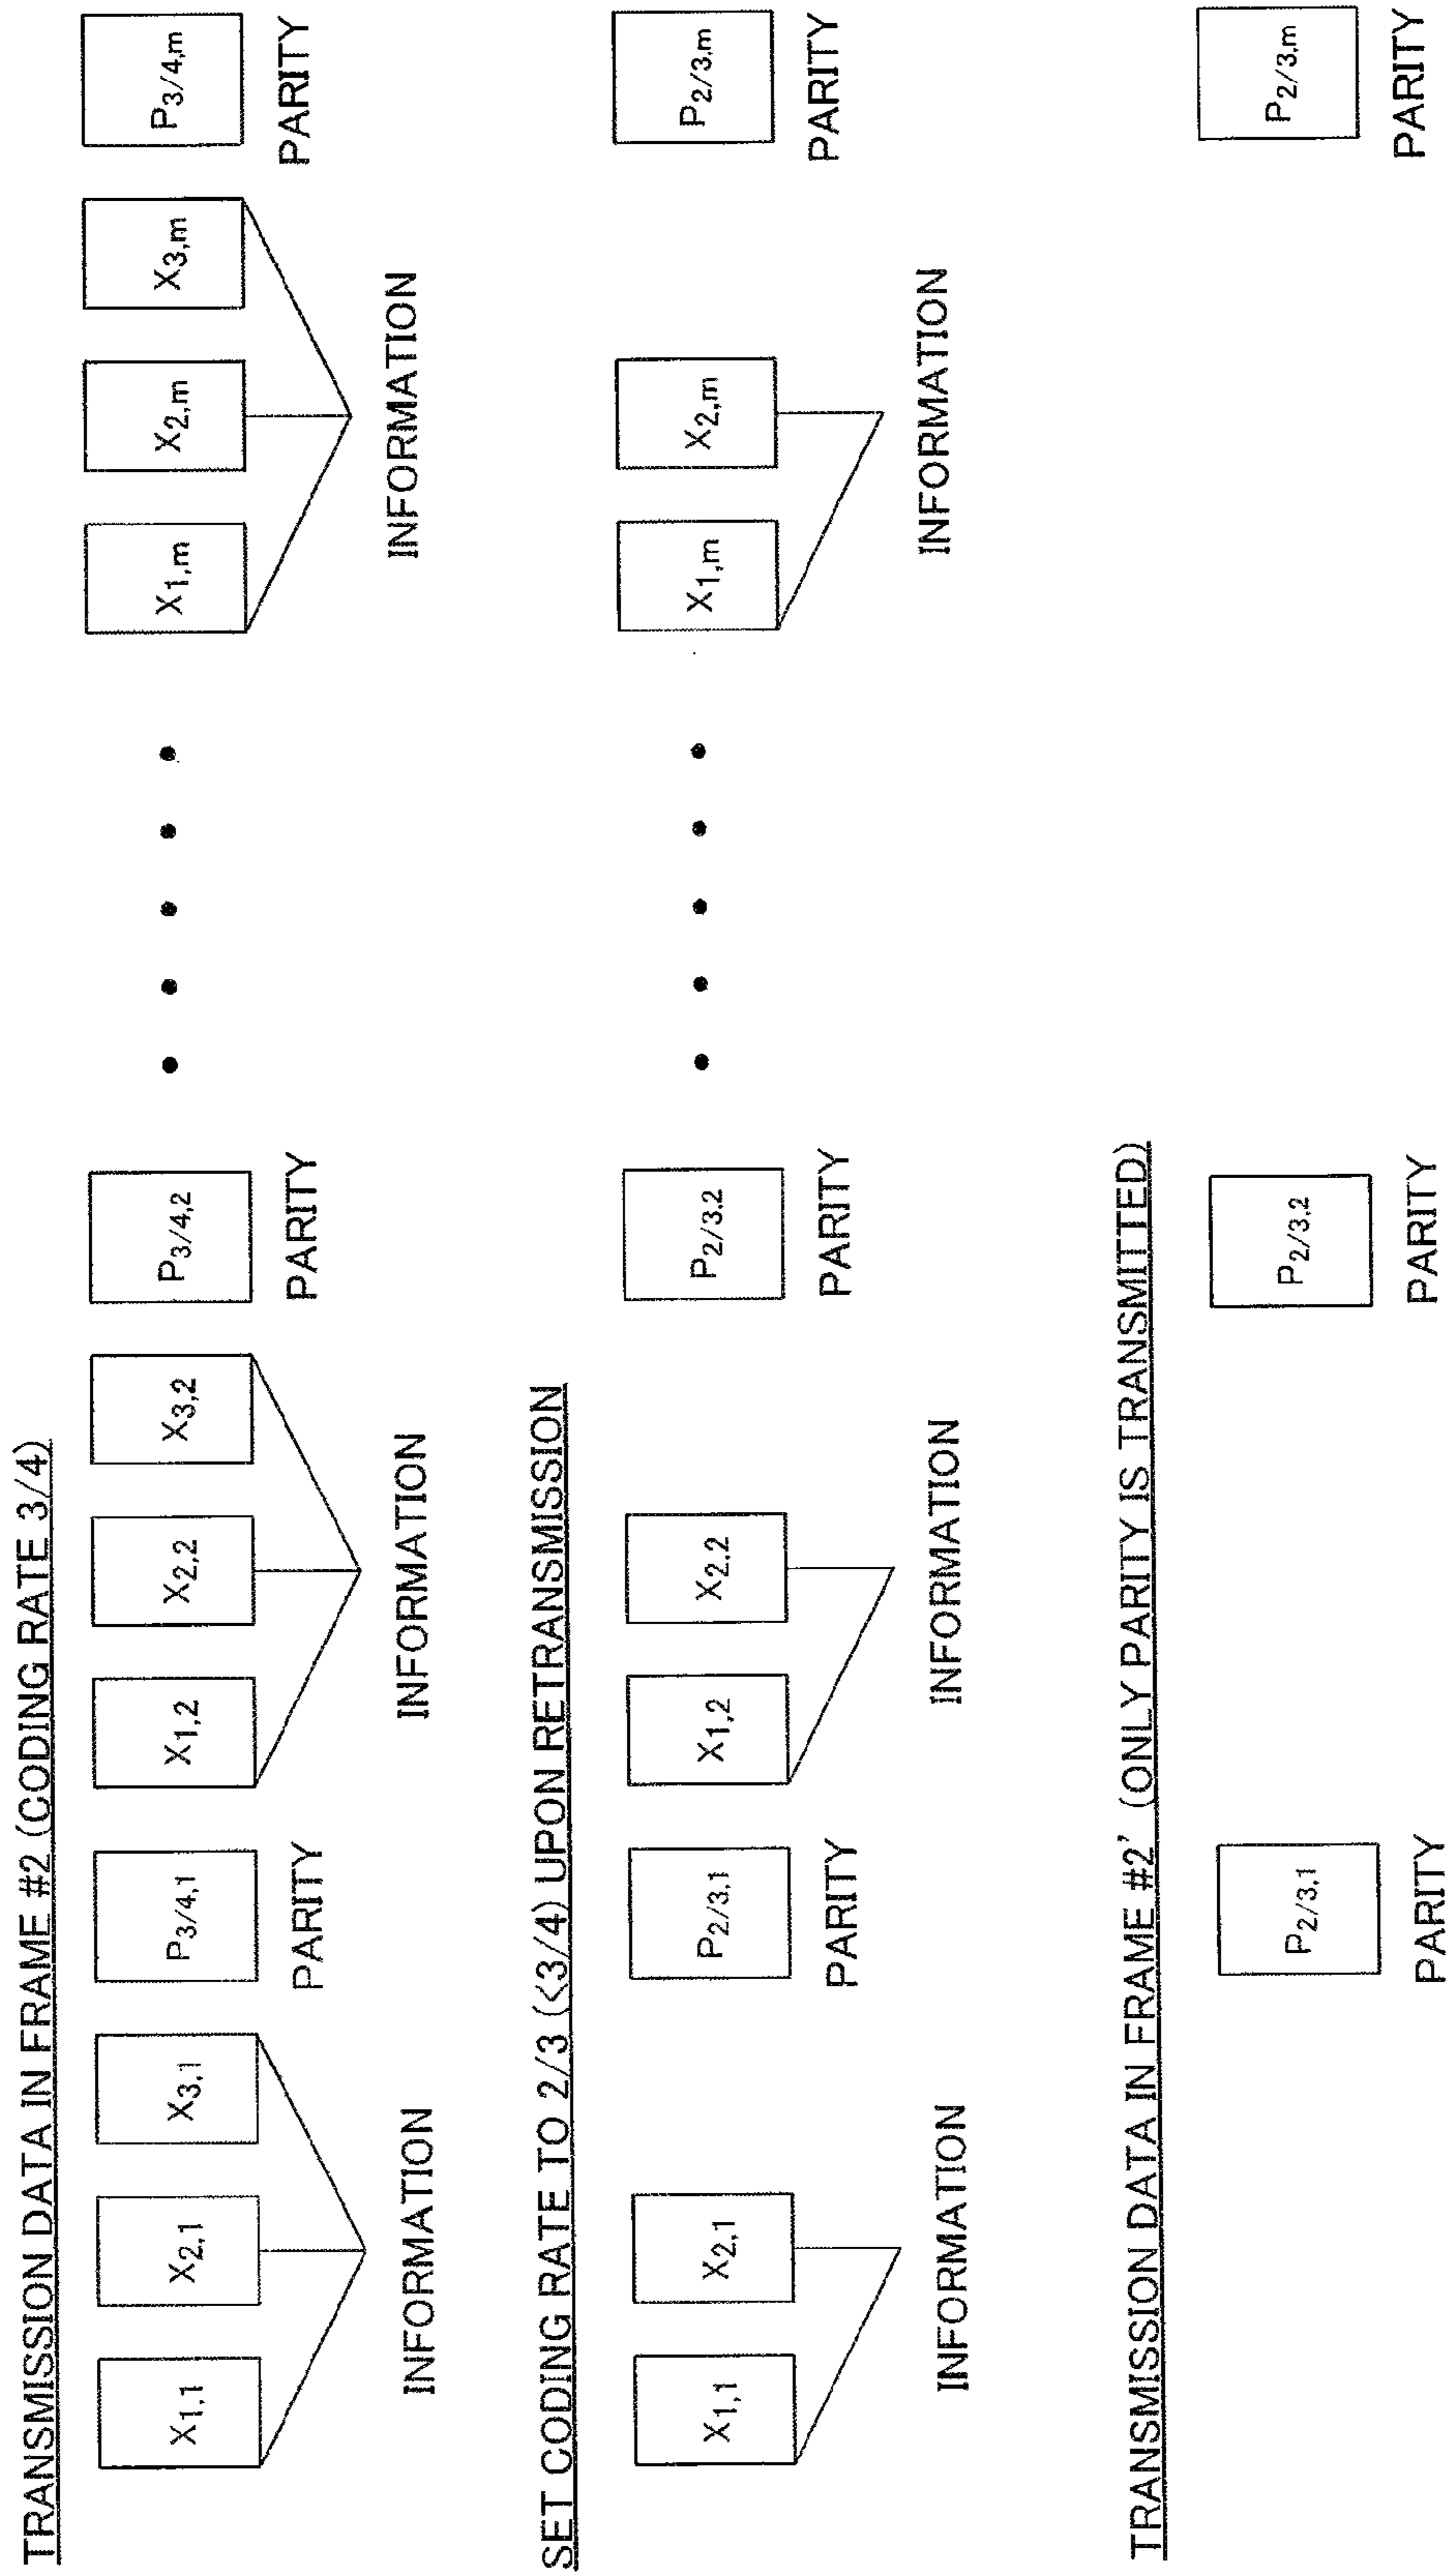 TRANSMISSION DATA IN FRAME #2 (CODING RATE 3/4)
X1,1 X2,1 X3,1 P3/4,1 X1,2 X2,2 X3,2 P3/4,2 • • • • • X1,m X2,m X3,m P3/4,m
PARITY PARITY PARITY
INFORMATION INFORMATION INFORMATION
SET CODING RATE TO 2/3 (<3/4) UPON RETRANSMISSION
X1,1 X2,1 P2/3,1 X1,2 X2,2 P2/3,2 • • • • • X1,m X2,m P2/3,m
PARITY PARITY PARITY
INFORMATION INFORMATION INFORMATION
TRANSMISSION DATA IN FRAME #2' (ONLY PARITY IS TRANSMITTED)
P2/3,1 P2/3,2 P2/3,m
PARITY PARITY PARITY